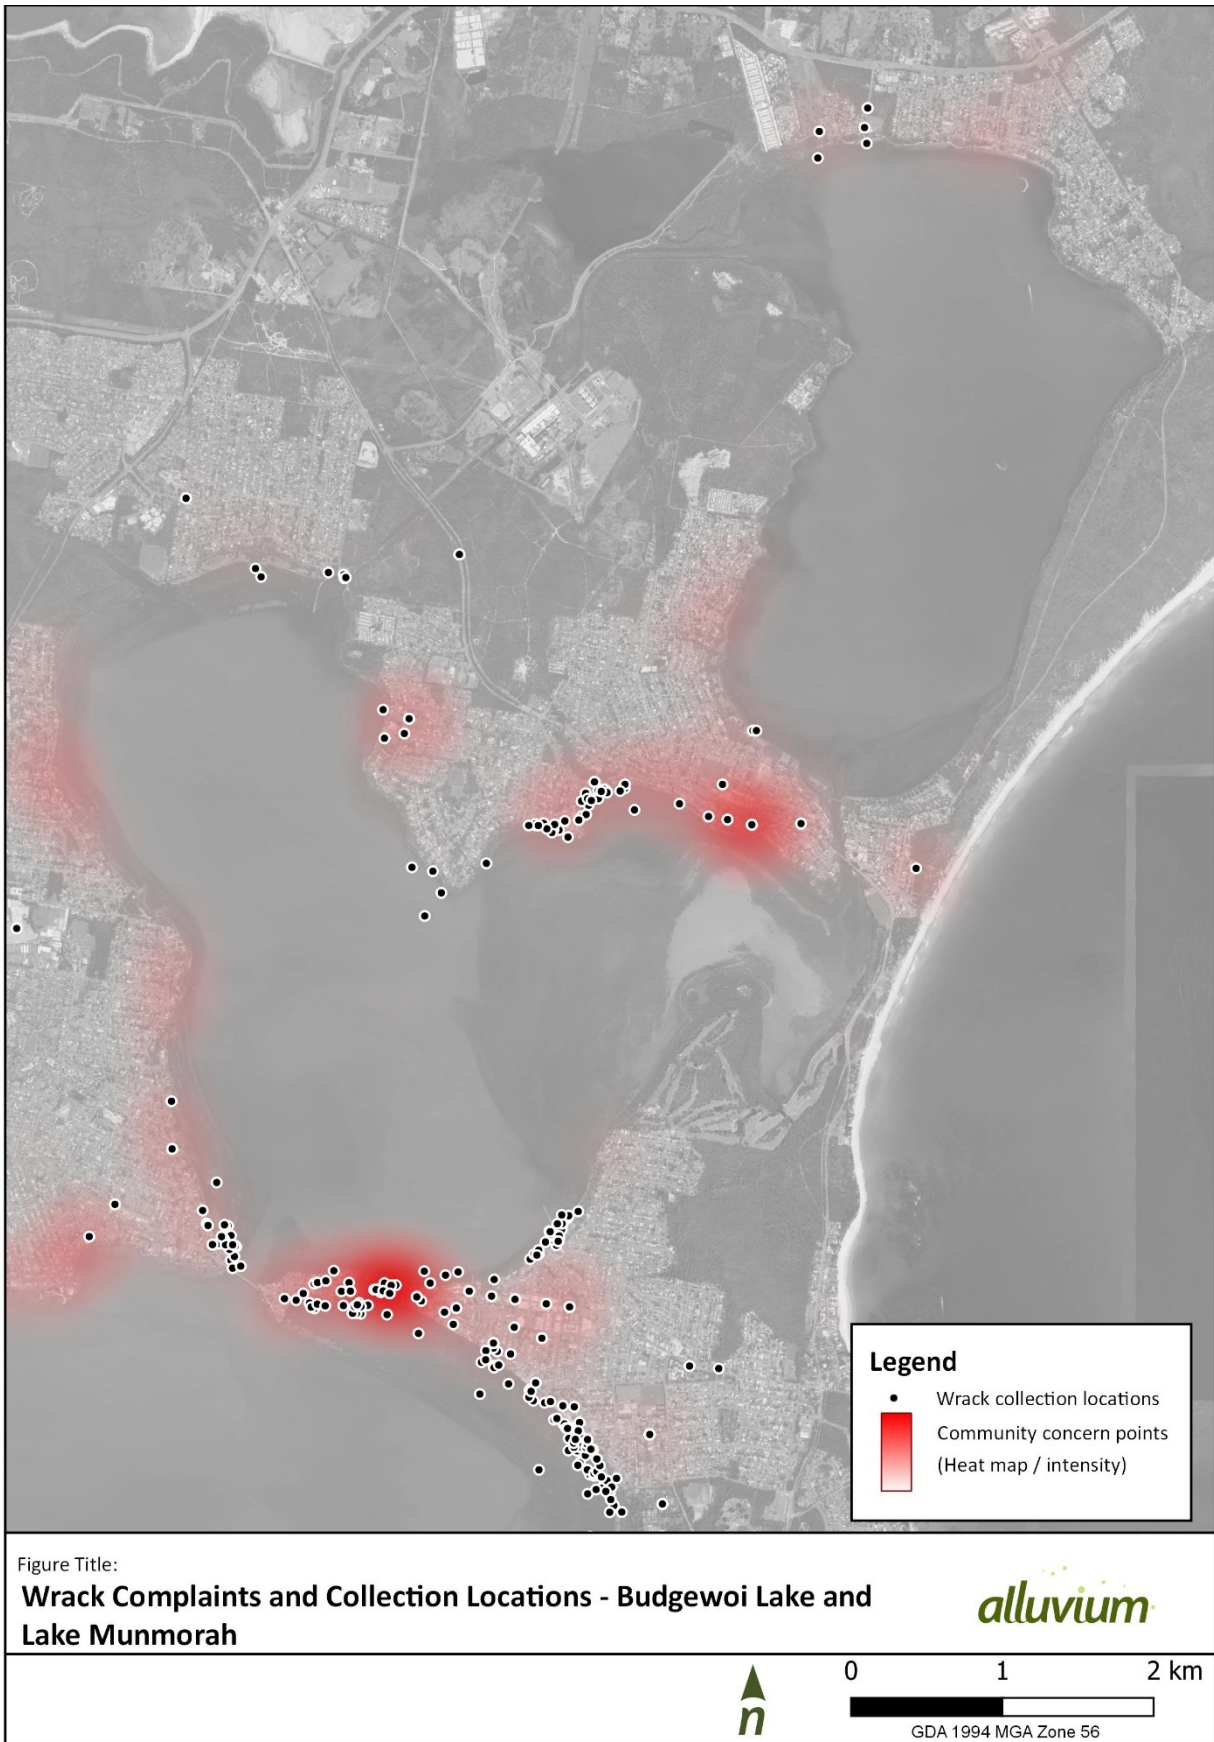 Legend
Wrack collection locations
Community concern points
(Heat map / intensity)
Figure Title:
Wrack Complaints and Collection Locations - Budgewoi Lake and
Lake Munmorah
alluvium
n
0 1 2 km
GDA 1994 MGA Zone 56